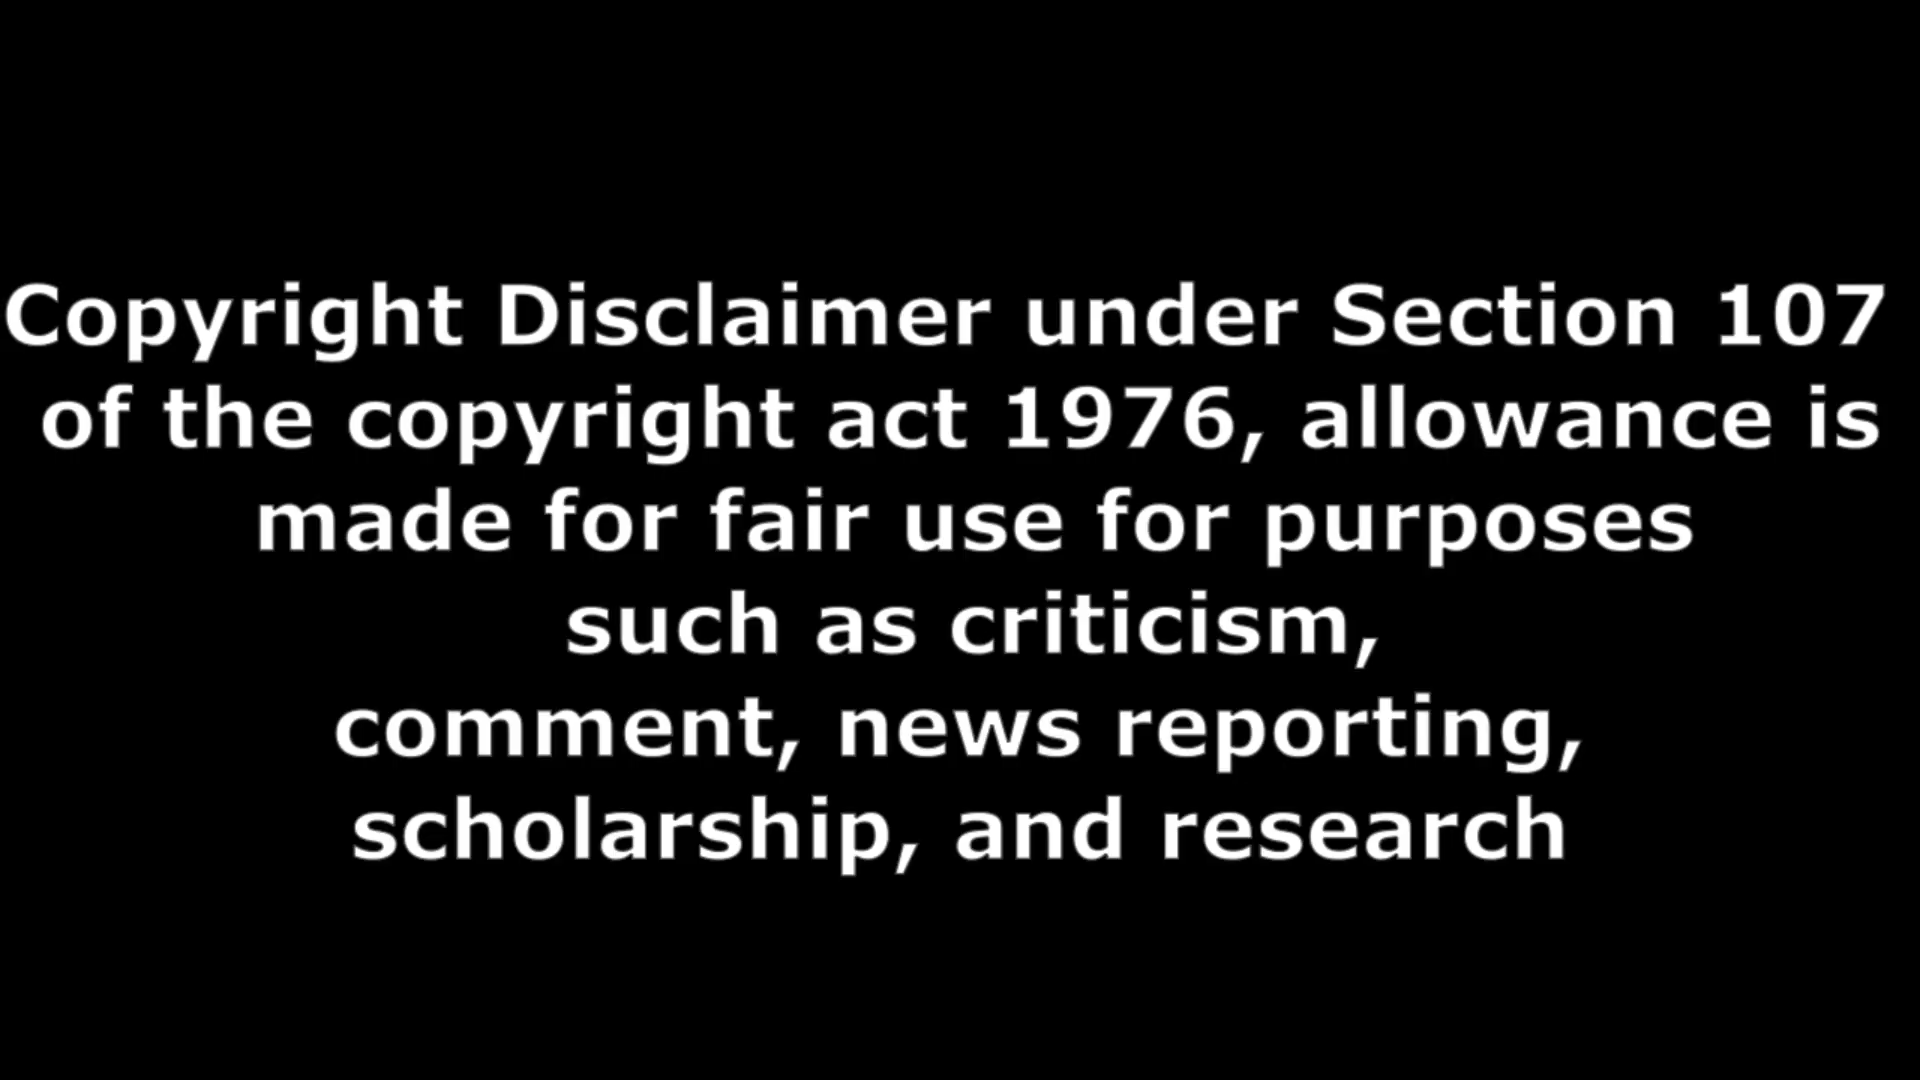 Copyright Disclaimer under Section 107
of the copyright act 1976, allowance is
made for fair use for purposes
such as criticism,
comment, news reporting,
scholarship, and research